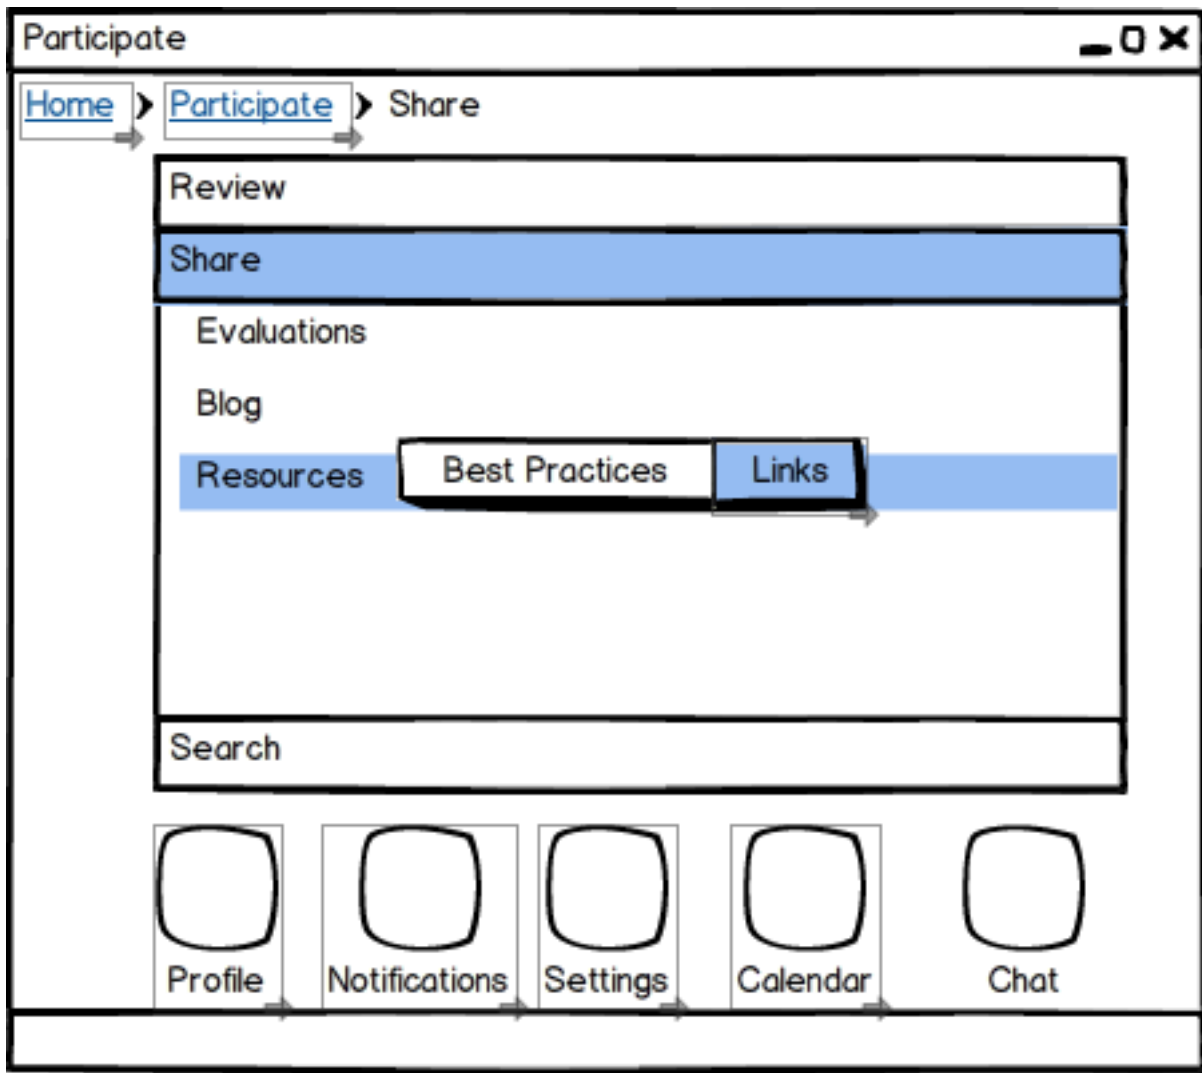 Participate
Home Participate Share
Review
Share
Evaluations
Blog
Resources Best Practices Links
Search
Profile Notifications Settings Calendar Chat